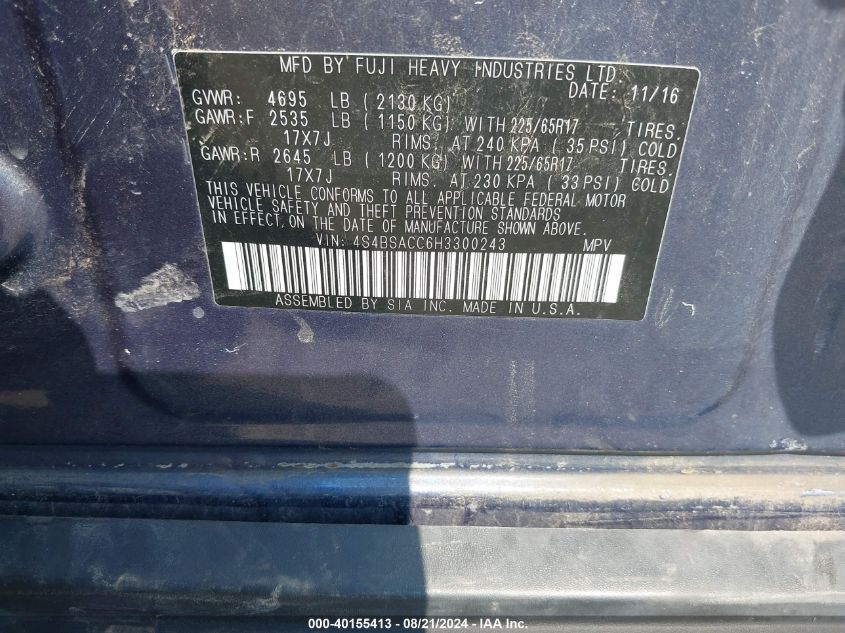 MFD BY FUJI HEAVY INDUSTRIES LTD.
DATE: 11/16
GVWR: 4695 LB ( 2130 KG)
GAWR:F 2535 LB ( 1150 KG) WITH 225/65R17 TIRES.
17X7J RIMS. AT 240 KPA ( 35 PSI) COLD
GAWR:R 2645 LB ( 1200 KG) WITH 225/65R17 TIRES.
17X7J RIMS. AT 230 KPA ( 33 PSI) COLD
THIS VEHICLE CONFORMS TO ALL APPLICABLE FEDERAL MOTOR
VEHICLE SAFETY AND THEFT PREVENTION STANDARDS
IN EFFECT ON THE DATE OF MANUFACTURE SHOWN ABOVE.
VIN: 4S4BSACC6H3300243 MPV
ASSEMBLED BY SIA INC. MADE IN U.S.A.
000-40155413 - 08/21/2024 - IAA Inc.